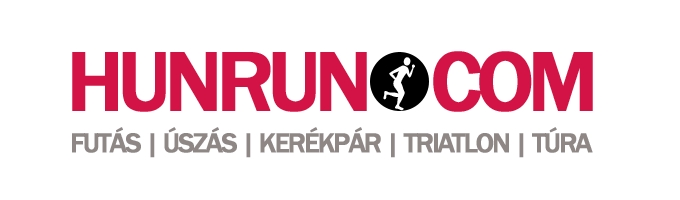 HUNRUN.COM
FUTÁS | ÚSZÁS | KERÉKPÁR | TRIATLON | TÚRA